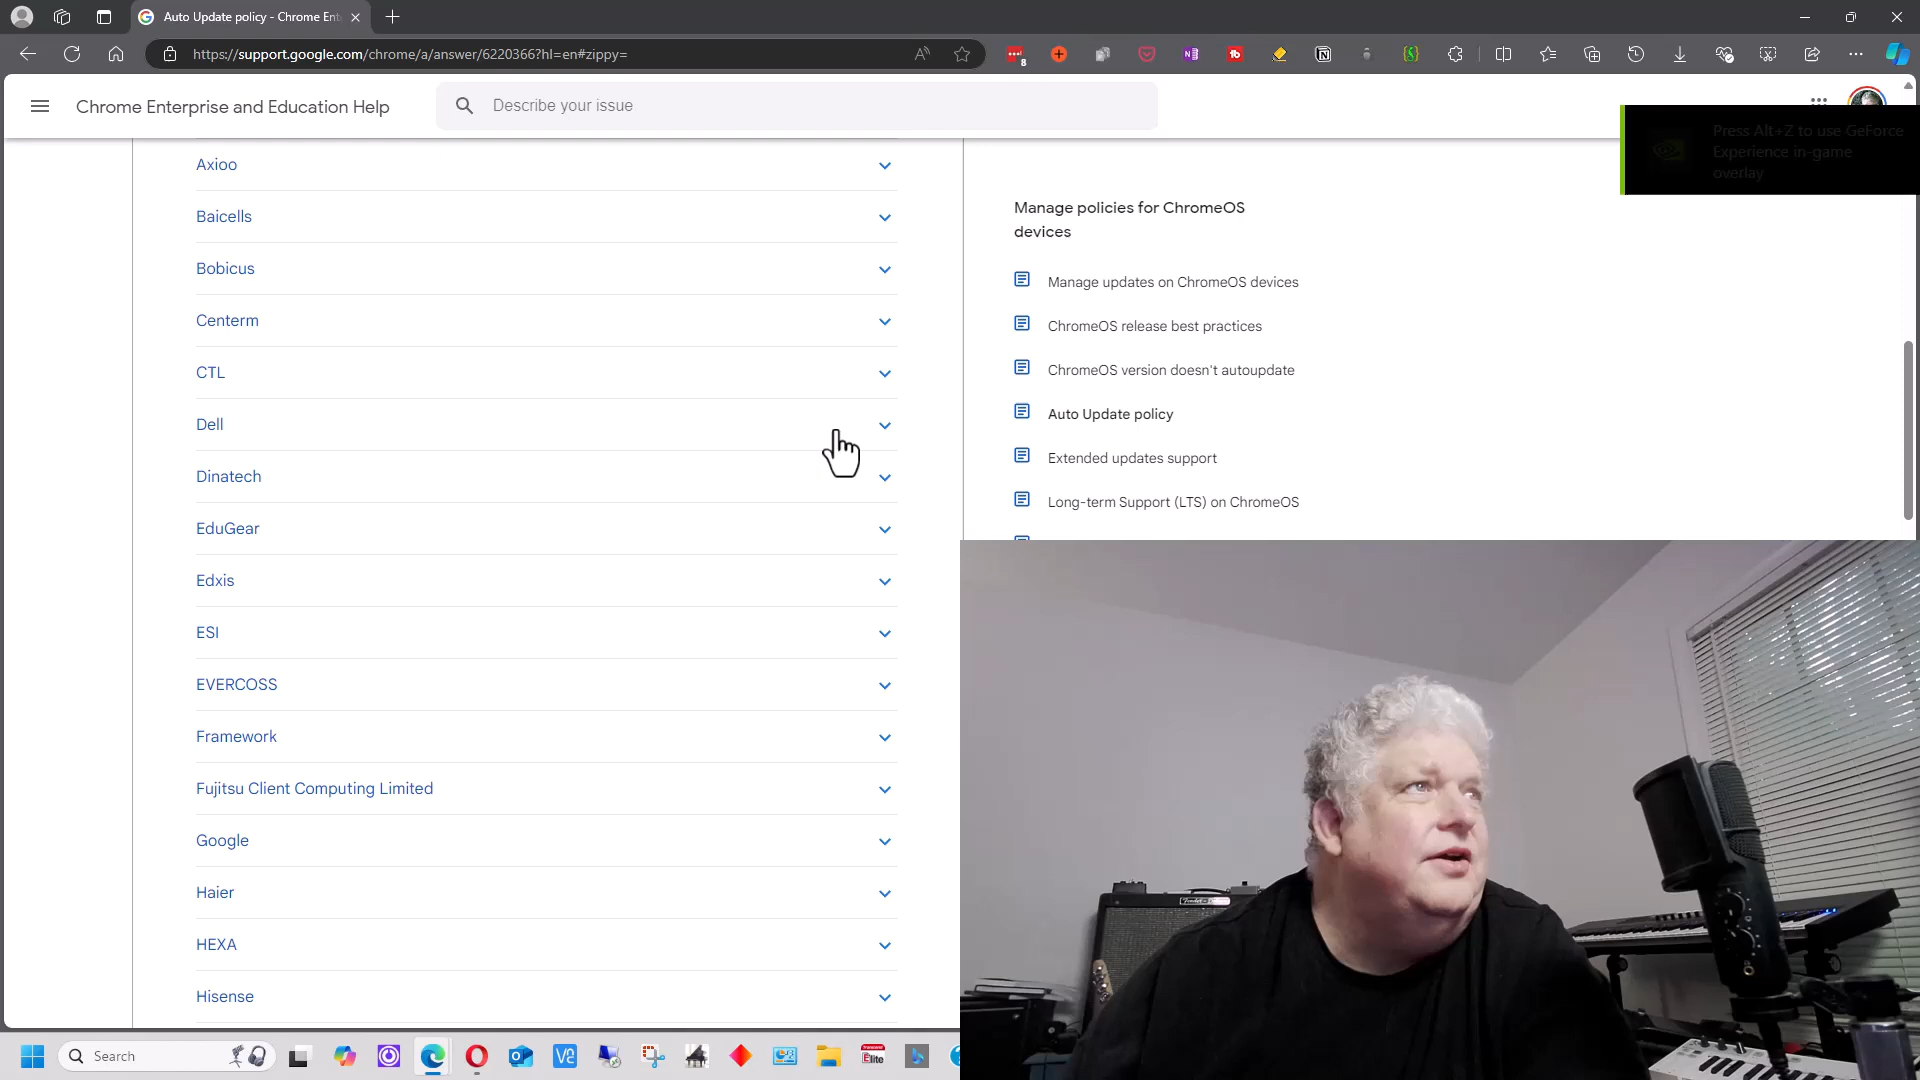 Auto Update policy - Chrome Ent
https://support.google.com/chrome/a/answer/6220366?hl=en#zippy=
8
Chrome Enterprise and Education Help
Describe your issue
Press Alt+Z to use GeForce
Experience in-game
overlay
Axioo
Baicells
Bobicus
Centerm
CTL
Dell
Dinatech
EduGear
Edxis
ESI
EVERCOSS
Framework
Fujitsu Client Computing Limited
Google
Haier
HEXA
Hisense
Manage policies for ChromeOS
devices
Manage updates on ChromeOS devices
ChromeOS release best practices
ChromeOS version doesn't autoupdate
Auto Update policy
Extended updates support
Long-term Support (LTS) on ChromeOS
Search